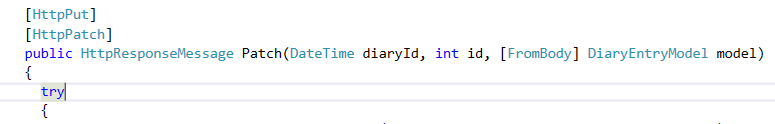 [HttpPut]
[HttpPatch]
public HttpResponseMessage Patch(DateTime diaryId, int id, [FromBody] DiaryEntryModel model)
{
try
{